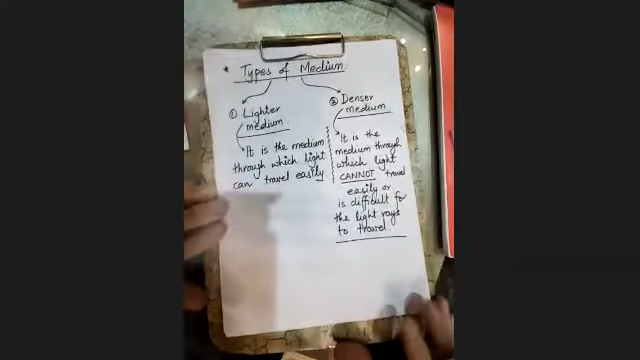 * Types of Medium.
① Lighter
medium.
It is the medium
through which light
can travel easily
② Denser
medium.
It is the
medium through
which light
CANNOT travel
easily or
is difficult for
the light rays
to travel.